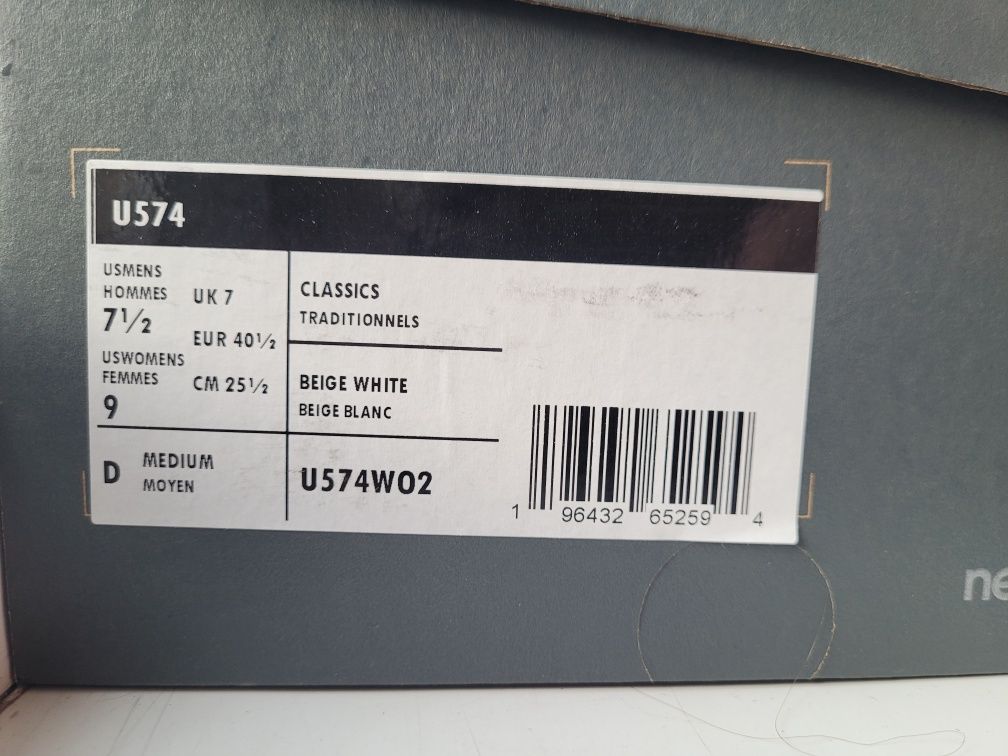 U574
USMENS
HOMMES
7½
USWOMENS
FEMMES
9
UK 7
EUR 40½
CM 25½
CLASSICS
TRADITIONNELS
BEIGE WHITE
BEIGE BLANC
D MEDIUM
MOYEN
U574WO2
1 96432 65259 4
ne